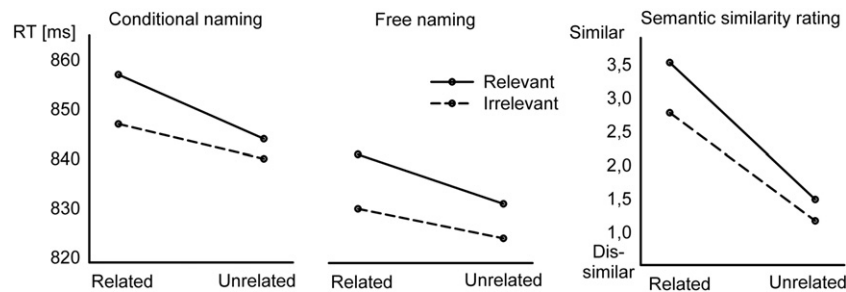 Conditional naming
Free naming
Semantic similarity rating
RT [ms]
860
850
840
830
820
Related
Unrelated
Related
Unrelated
Relevant
Irrelevant
Similar
3,5
3,0
2,5
2,0
1,5
1,0
Dis-
similar
Related
Unrelated